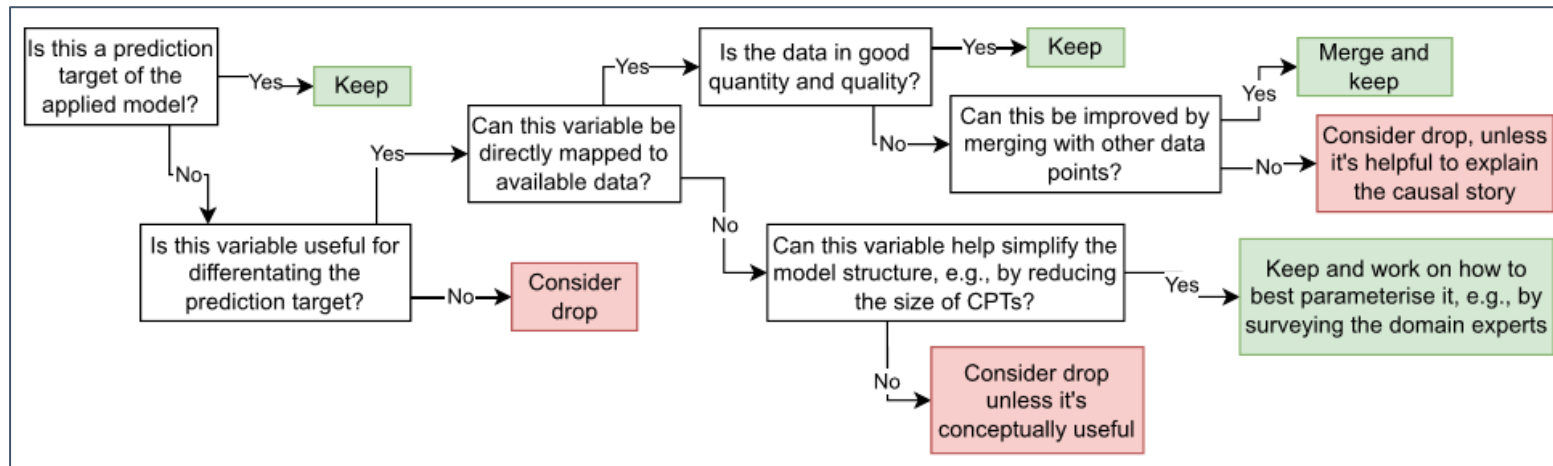 Is this a prediction
target of the
applied model?
Yes
Keep
No
Is this variable useful for
differentating the
prediction target?
No
Consider
drop
Yes
Can this variable be
directly mapped to
available data?
Yes
Is the data in good
quantity and quality?
Yes
Keep
No
Can this be improved by
merging with other data
points?
Yes
Merge and
keep
No
Consider drop, unless
it's helpful to explain
the causal story
No
Can this variable help simplify the
model structure, e.g., by reducing
the size of CPTs?
Yes
Keep and work on how to
best parameterise it, e.g., by
surveying the domain experts
No
Consider drop
unless it's
conceptually useful